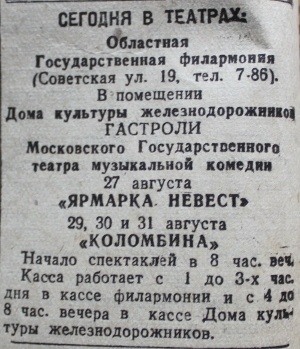 СЕГОДНЯ В ТЕАТРАХ:
Областная
Государственная филармония
(Советская ул. 19, тел. 7-86).
В помещении
Дома культуры железнодорожников
ГАСТРОЛИ
Московского Государственного
театра музыкальной комедии
27 августа
«ЯРМАРКА НЕВЕСТ»
29, 30 и 31 августа
«КОЛОМБИНА»
Начало спектаклей в 8 час. веч.
Касса работает с 1 до 3-х час.
дня в кассе филармонии и с 4 до
8 час. вечера в кассе Дома куль-
туры железнодорожников.